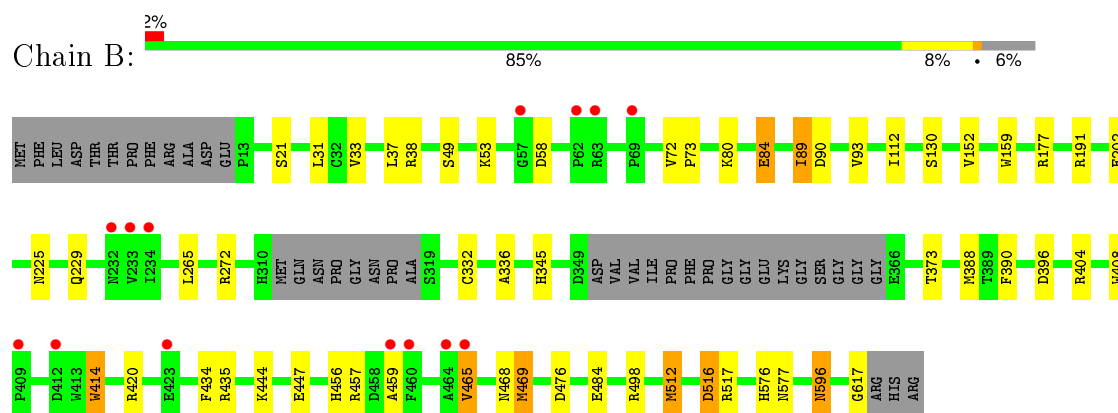 2%
Chain B:
85% 8% • 6%
MET PHE LEU ASP THR THR PRO PHE ARG ALA ASP GLU P13 S21 L31 C32 V33 L37 R38 S49 K53 G57 D58 P62 R63 P69 V72 P73 K80 E84 I89 D90 V93 I112 S130 V152 W159 R177 R191
N225 Q229 N232 V233 I234 L265 R272 H310 MET GLN ASN PRO GLY ASN PRO ALA S319 C332 A336 H345 D349 ASP VAL VAL ILE PRO PHE PRO GLY GLY GLU LYS GLY SER GLY GLY GLY E366 T373 M388 T389 F390 D396 R404 W408
P409 D412 W413 W414 R420 E423 F434 R435 K444 E447 H456 R457 D458 A459 F460 A464 V465 N468 M469 D476 E484 R498 M512 D516 R517 H576 N577 N596 G617 ARG HIS ARG